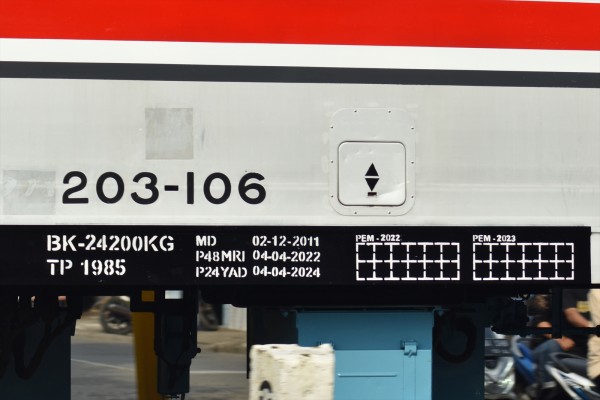 203-106
BK-24200KG
TP 1985
MD 02-12-2011
P48MRI 04-04-2022
P24YAD 04-04-2024
PEM-2022
PEM-2023